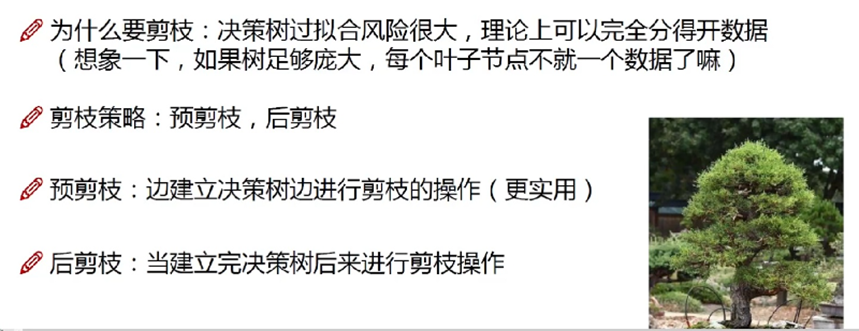 为什么要剪枝：决策树过拟合风险很大，理论上可以完全分得开数据
（想象一下，如果树足够庞大，每个叶子节点不就一个数据了嘛）
剪枝策略：预剪枝，后剪枝
预剪枝：边建立决策树边进行剪枝的操作（更实用）
后剪枝：当建立完决策树后来进行剪枝操作